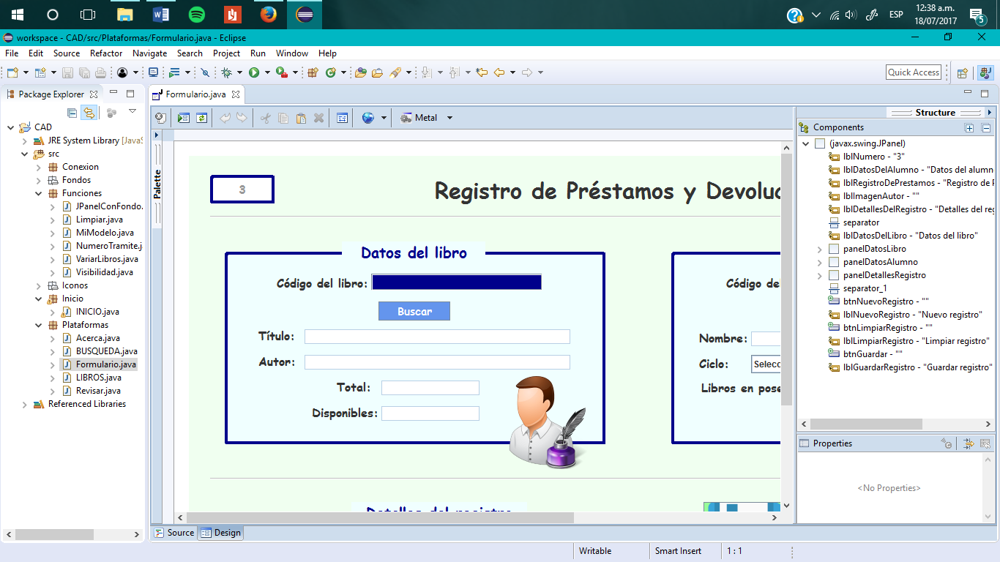 12:38 a.m.
ESP
18/07/2017
5
workspace - CAD/src/Plataformas/Formulario.java - Eclipse
File Edit Source Refactor Navigate Search Project Run Window Help
Quick Access
Package Explorer
CAD
JRE System Library [JavaS
src
Conexion
Fondos
Funciones
JPanelConFondo.
Limpiar.java
MiModelo.java
NumeroTramite.j
VariarLibros.java
Visibilidad.java
Iconos
Inicio
INICIO.java
Plataformas
Acerca.java
BUSQUEDA.java
Formulario.java
LIBROS.java
Revisar.java
Referenced Libraries
Formulario.java
Metal
Palette
3
Registro de Préstamos y Devoluc
Datos del libro
Código del libro:
Buscar
Título:
Autor:
Total:
Disponibles:
Código del
Nombre:
Ciclo:
Selecc
Libros en pose
Detalles del registro
Source Design
Structure
Components
(javax.swing.JPanel)
lblNumero - "3"
lblDatosDelAlumno - "Datos del alumn
lblRegistroDePrestamos - "Registro de P
lblImagenAutor - ""
lblDetallesDelRegistro - "Detalles del reg
separator
lblDatosDelLibro - "Datos del libro"
panelDatosLibro
panelDatosAlumno
panelDetallesRegistro
separator_1
btnNuevoRegistro - ""
lblNuevoRegistro - "Nuevo registro"
btnLimpiarRegistro - ""
lblLimpiarRegistro - "Limpiar registro"
btnGuardar - ""
lblGuardarRegistro - "Guardar registro"
Properties
<No Properties>
Writable Smart Insert 1 : 1